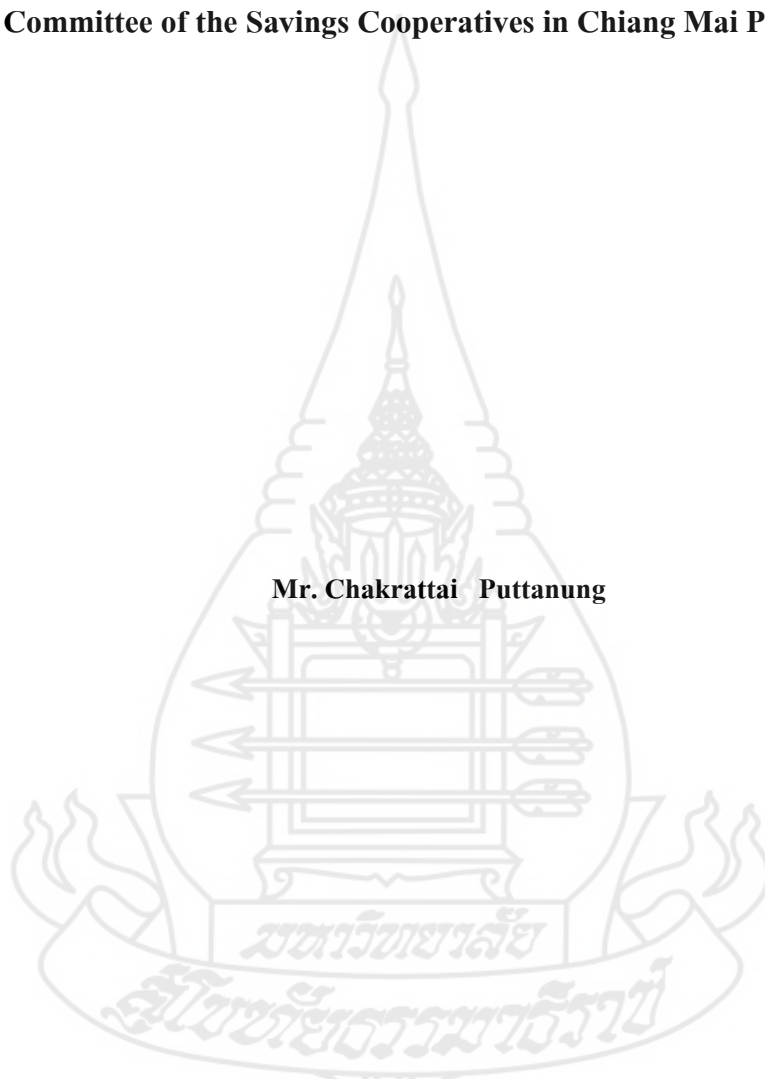 Committee of the Savings Cooperatives in Chiang Mai P
Mr. Chakrattai Puttanung
มหาวิทยาลัย
สุโขทัยธรรมาธิราช